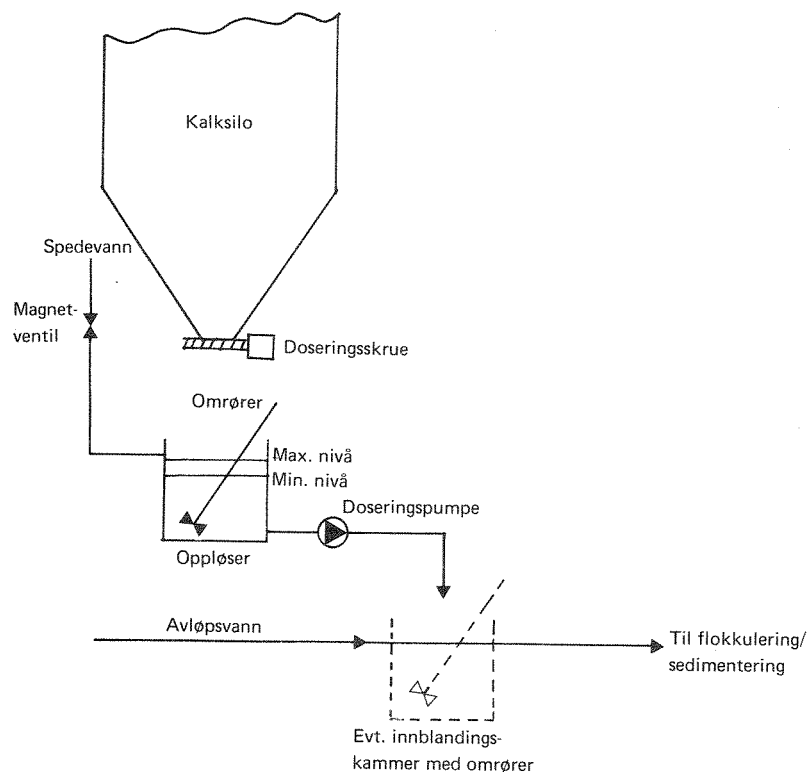 Kalksilo
Spedevann
Magnet-
ventil
Doseringsskrue
Omrører
Max. nivå
Min. nivå
Doseringspumpe
Oppløser
Avløpsvann
Til flokkulering/
sedimentering
Evt. innblandings-
kammer med omrører